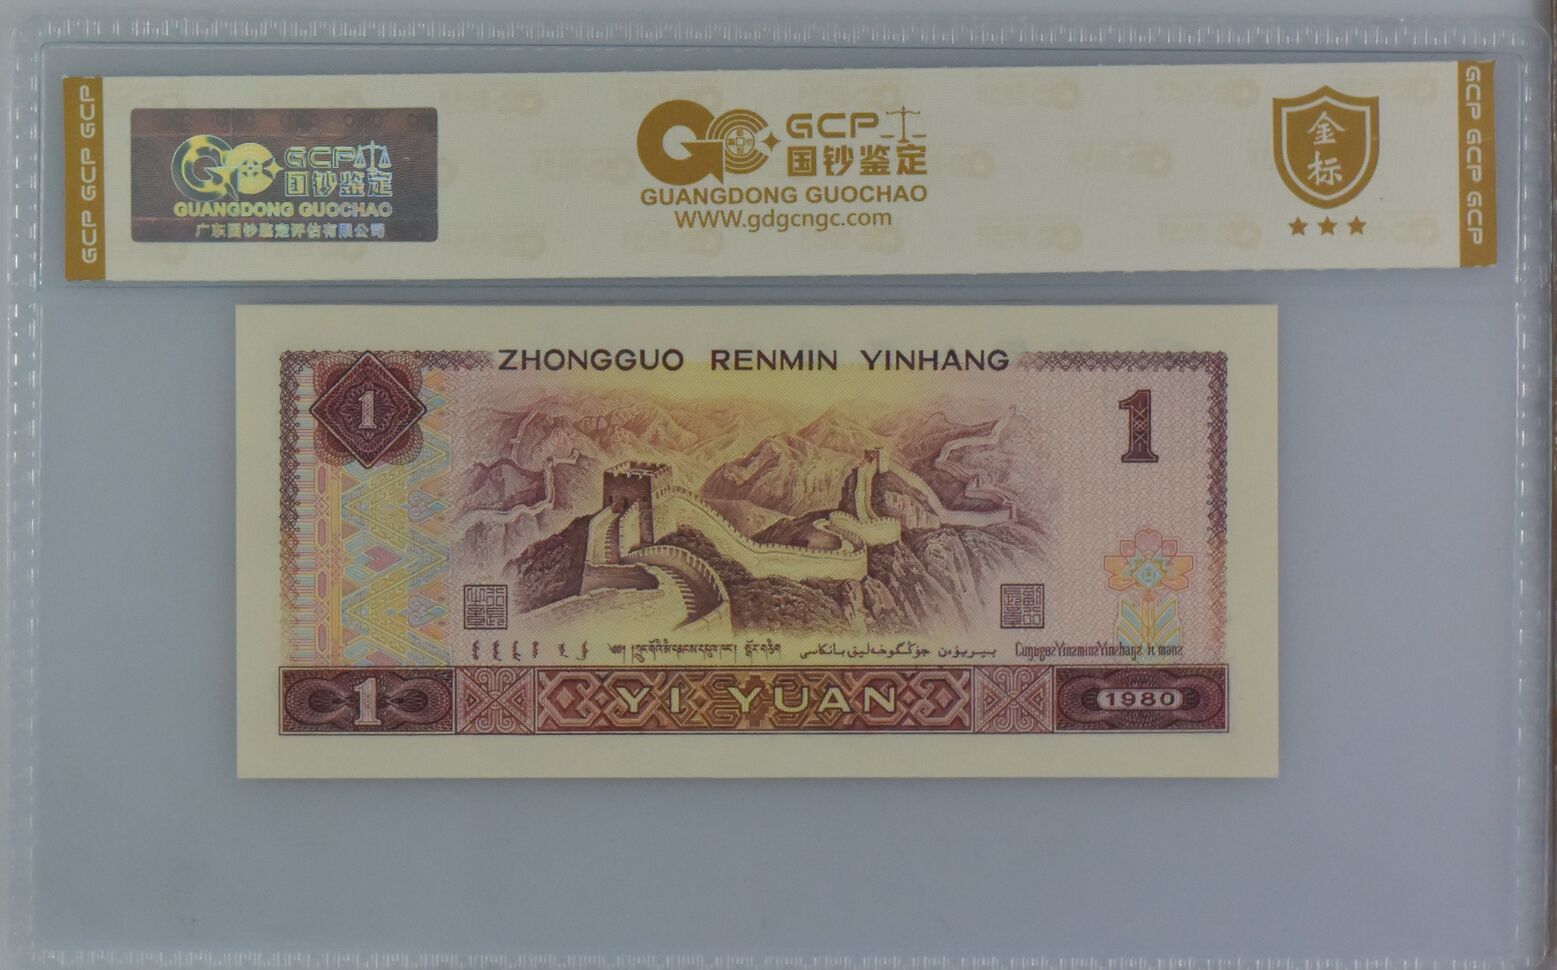 GCP GCP GCP
GCP 国钞鉴定
GUANGDONG GUOCHAO
广东国钞鉴定评估有限公司
GCP
国钞鉴定
GUANGDONG GUOCHAO
WWW.gdgcngc.com
金标
GCP GCP GCP
ZHONGGUO RENMIN YINHANG
1
1
1
YI YUAN
1980